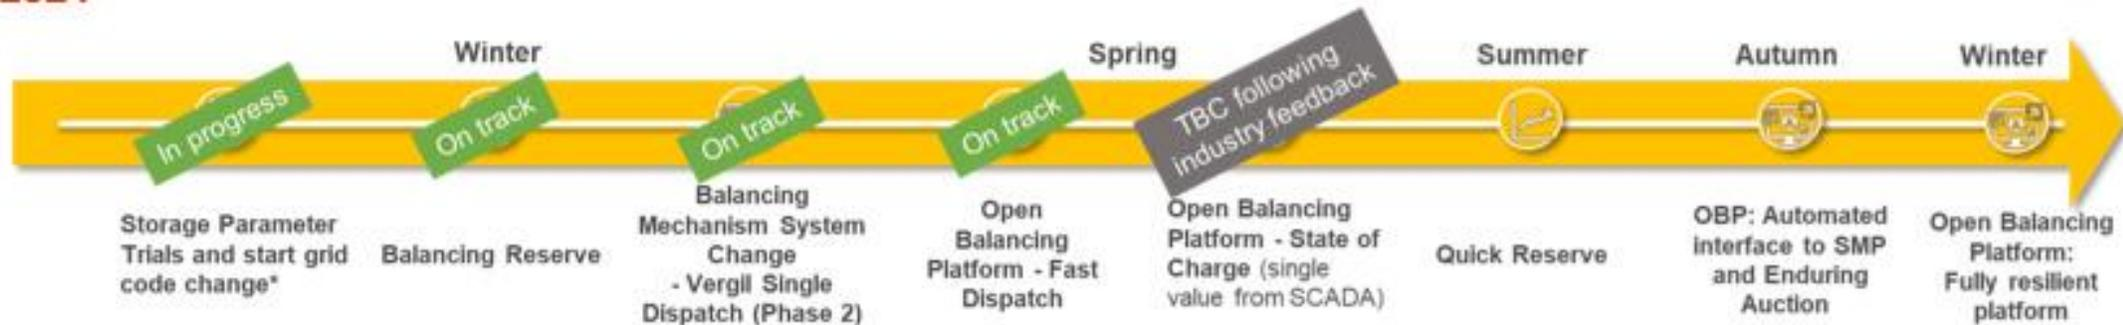 Winter
Spring
Summer
Autumn
Winter
In progress
On track
On track
On track
TBC following
industry feedback
Storage Parameter
Trials and start grid
code change*
Balancing Reserve
Balancing
Mechanism System
Change
- Vergil Single
Dispatch (Phase 2)
Open
Balancing
Platform - Fast
Dispatch
Open Balancing
Platform - State of
Charge (single
value from SCADA)
Quick Reserve
OBP: Automated
interface to SMP
and Enduring
Auction
Open Balancing
Platform:
Fully resilient
platform